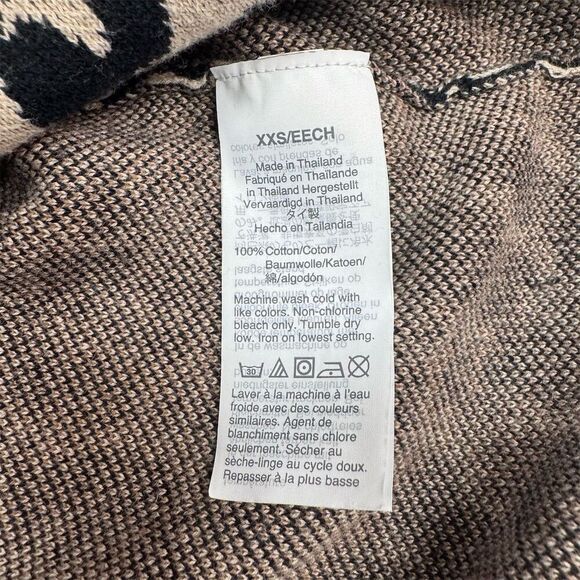 XXS/EECH
Made in Thailand
Fabriqué en Thaïlande
in Thailand Hergestellt
Vervaardigd in Thailand
タイ製
Hecho en Tailandia
100% Cotton/Coton/
Baumwolle/Katoen/
綿/algodón
Machine wash cold with
like colors. Non-chlorine
bleach only. Tumble dry
low. Iron on lowest setting.
30
Laver à la machine à l'eau
froide avec des couleurs
similaires. Agent de
blanchiment sans chlore
seulement. Sécher au
sèche-linge au cycle doux.
Repasser à la plus basse